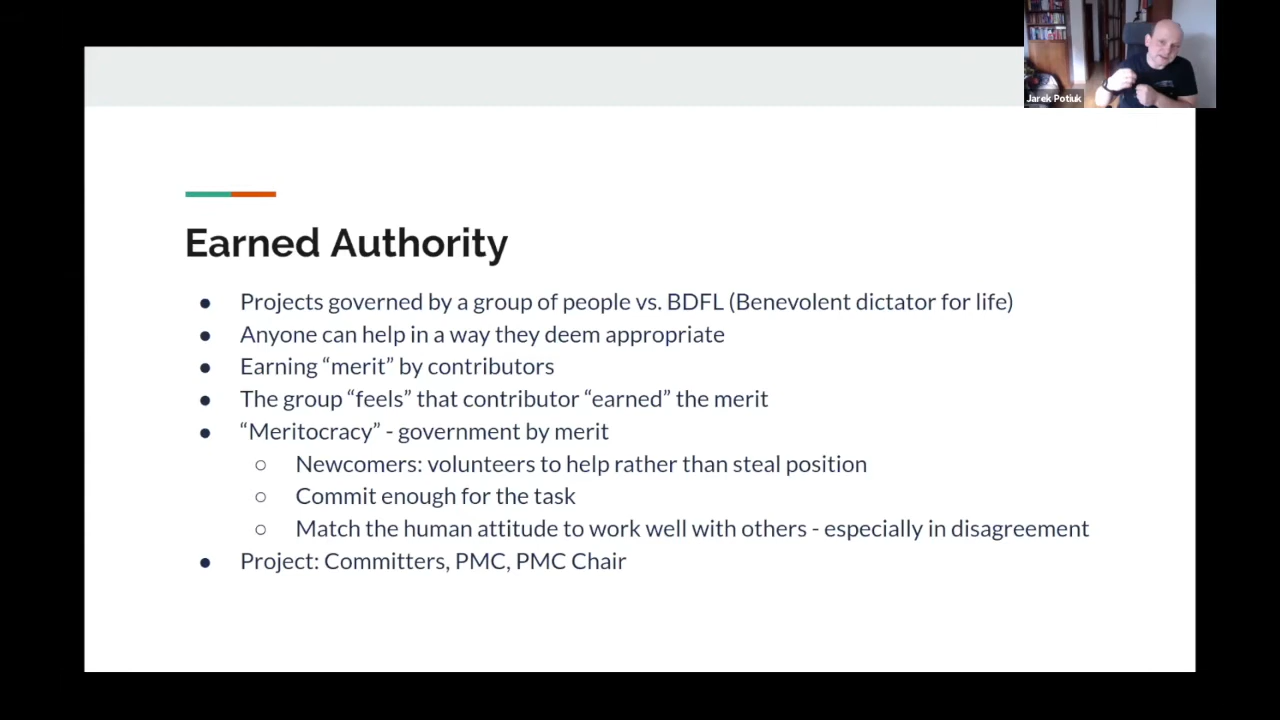 Jarek Potiuk
Earned Authority
● Projects governed by a group of people vs. BDFL (Benevolent dictator for life)
● Anyone can help in a way they deem appropriate
● Earning “merit” by contributors
● The group “feels” that contributor “earned” the merit
● “Meritocracy” - government by merit
○ Newcomers: volunteers to help rather than steal position
○ Commit enough for the task
○ Match the human attitude to work well with others - especially in disagreement
● Project: Committers, PMC, PMC Chair